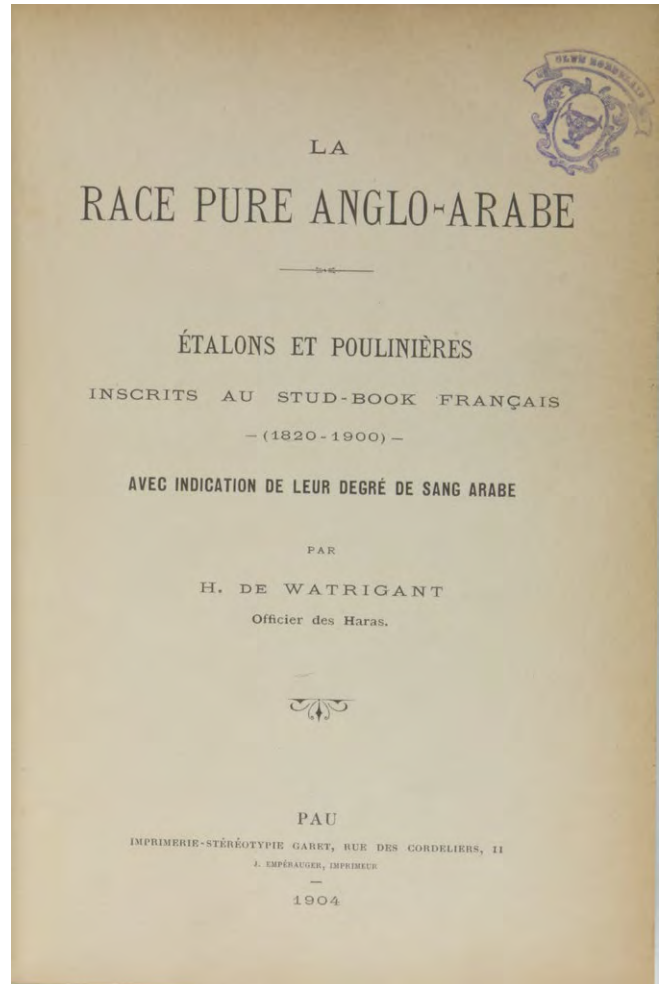 CLUB BORDELAIS
LA
RACE PURE ANGLO-ARABE
ÉTALONS ET POULINIÈRES
INSCRITS AU STUD-BOOK FRANÇAIS
— (1820-1900) —
AVEC INDICATION DE LEUR DEGRÉ DE SANG ARABE
PAR
H. DE WATRIGANT
Officier des Haras.
PAU
IMPRIMERIE-STÉRÉOTYPIE GARET, RUE DES CORDELIERS, 11
J. EMPÉRAUGER, IMPRIMEUR
—
1904